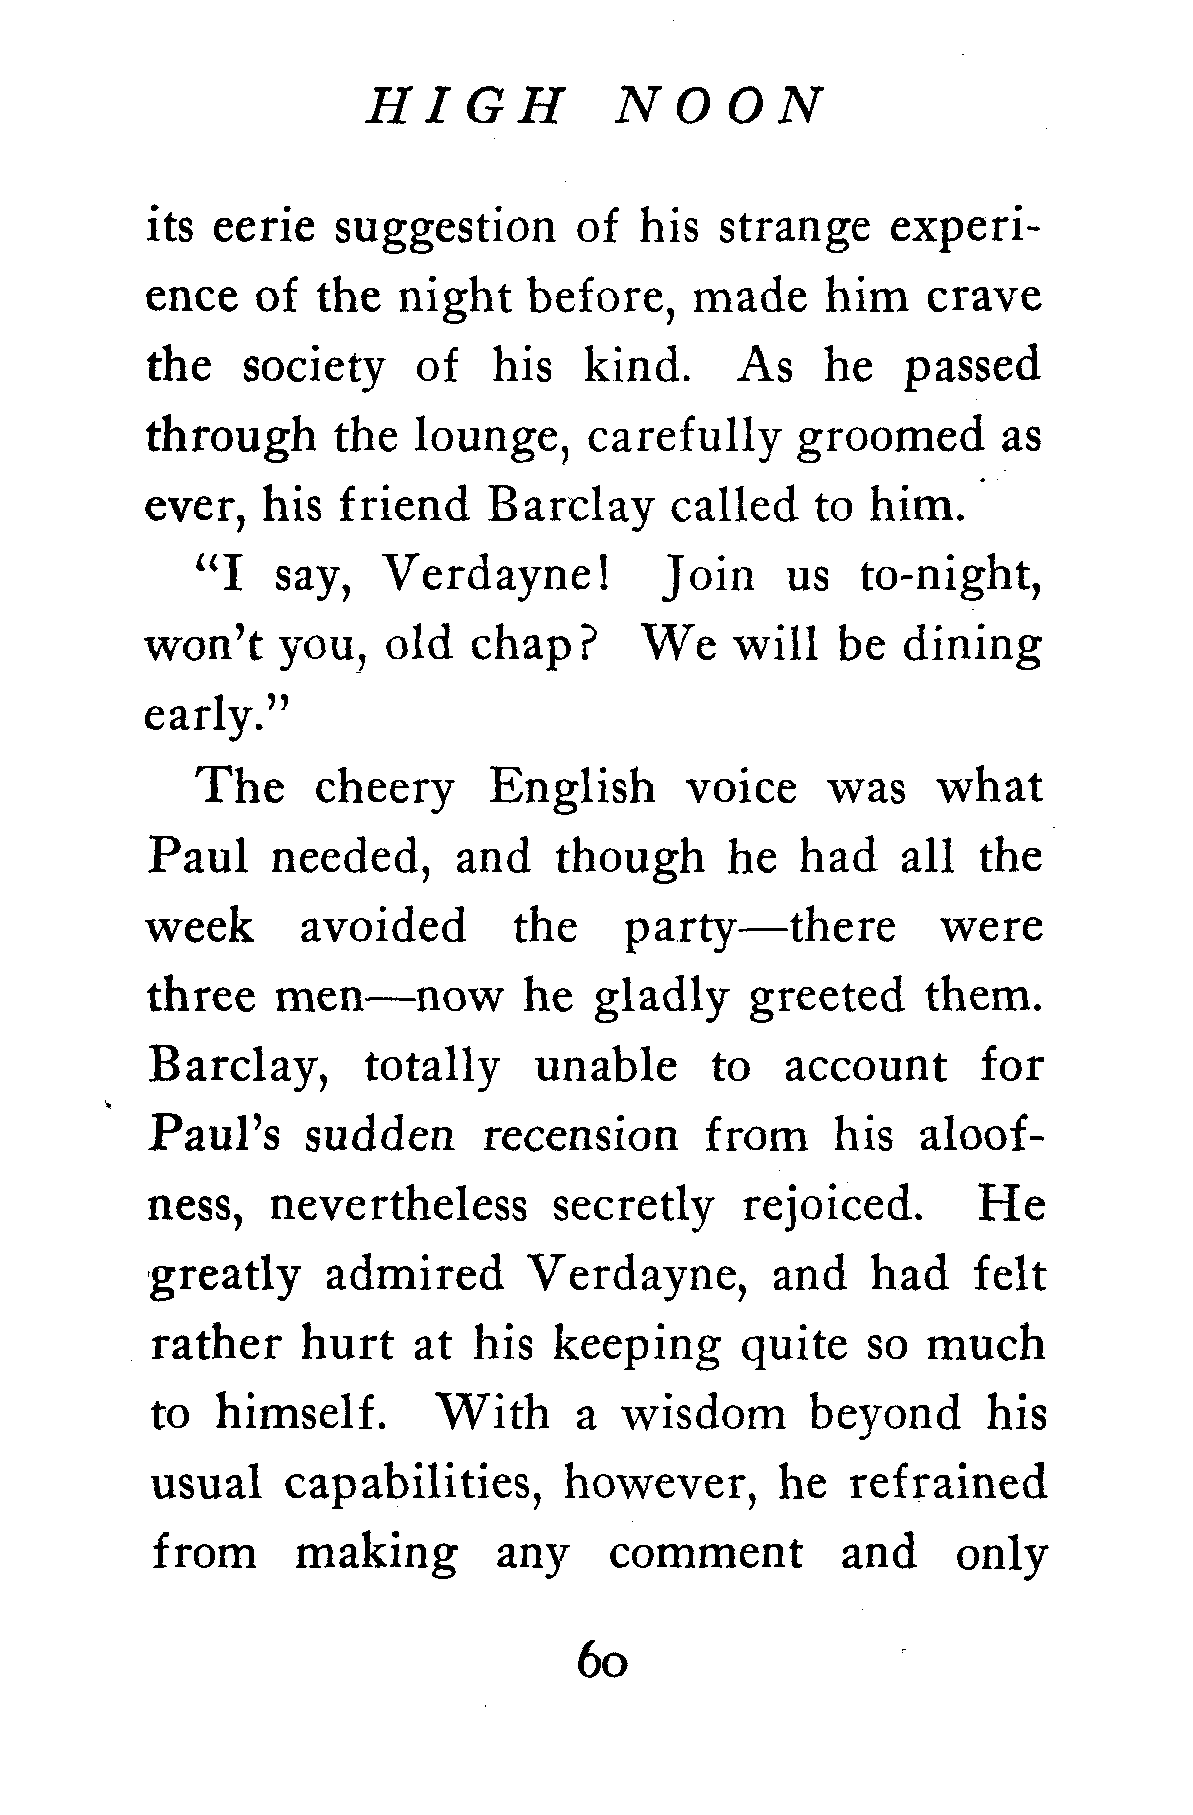 HIGH NOON
its eerie suggestion of his strange experi-
ence of the night before, made him crave
the society of his kind. As he passed
through the lounge, carefully groomed as
ever, his friend Barclay called to him.
“I say, Verdayne! Join us to-night,
won’t you, old chap? We will be dining
early.”
The cheery English voice was what
Paul needed, and though he had all the
week avoided the party—there were
three men—now he gladly greeted them.
Barclay, totally unable to account for
Paul’s sudden recension from his aloof-
ness, nevertheless secretly rejoiced. He
greatly admired Verdayne, and had felt
rather hurt at his keeping quite so much
to himself. With a wisdom beyond his
usual capabilities, however, he refrained
from making any comment and only
60